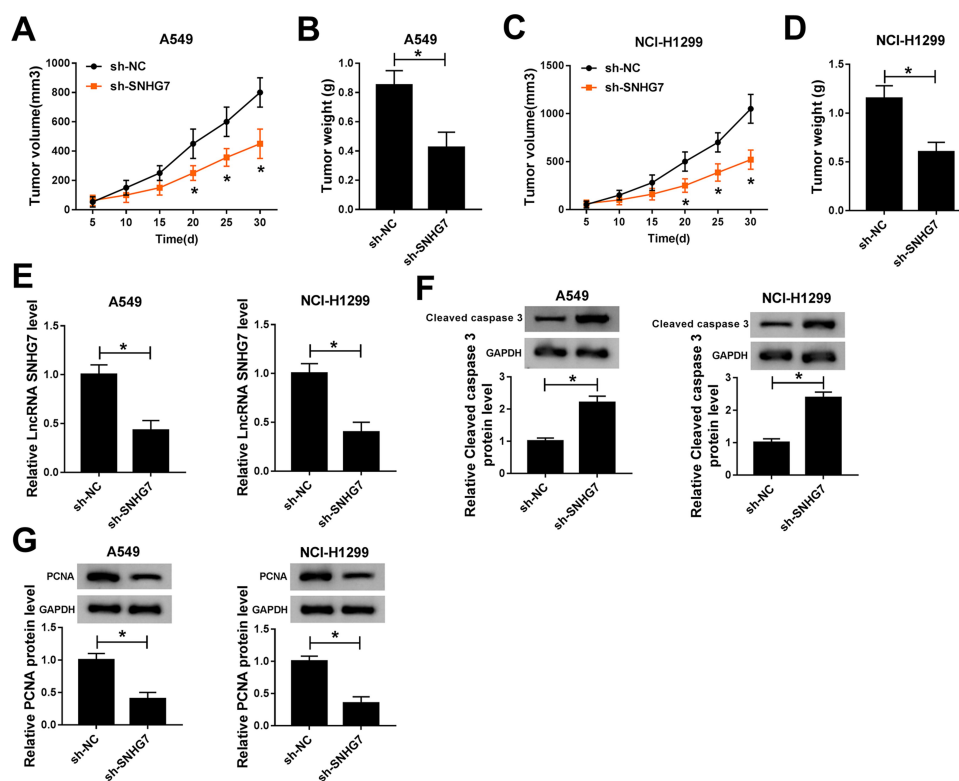 A
A549
sh-NC
sh-SNHG7
Tumor volume(mm3)
1000
800
600
400
200
0
5 10 15 20 25 30
* * *
Time(d)
B
A549
*
Tumor weight (g)
1.0
0.8
0.6
0.4
0.2
0.0
sh-NC
sh-SNHG7
C
NCI-H1299
sh-NC
sh-SNHG7
Tumor volume(mm3)
1500
1000
500
0
5 10 15 20 25 30
* * *
Time(d)
D
NCI-H1299
*
Tumor weight (g)
1.5
1.0
0.5
0.0
sh-NC
sh-SNHG7
E
A549
*
Relative LncRNA SNHG7 level
1.5
1.0
0.5
0.0
sh-NC
sh-SNHG7
NCI-H1299
*
Relative LncRNA SNHG7 level
1.5
1.0
0.5
0.0
sh-NC
sh-SNHG7
F
A549
Cleaved caspase 3
GAPDH
*
Relative Cleaved caspase 3
protein level
3
2
1
0
sh-NC
sh-SNHG7
NCI-H1299
Cleaved caspase 3
GAPDH
*
Relative Cleaved caspase 3
protein level
3
2
1
0
sh-NC
sh-SNHG7
G
A549
PCNA
GAPDH
*
Relative PCNA protein level
1.5
1.0
0.5
0.0
sh-NC
sh-SNHG7
NCI-H1299
PCNA
GAPDH
*
Relative PCNA protein level
1.5
1.0
0.5
0.0
sh-NC
sh-SNHG7